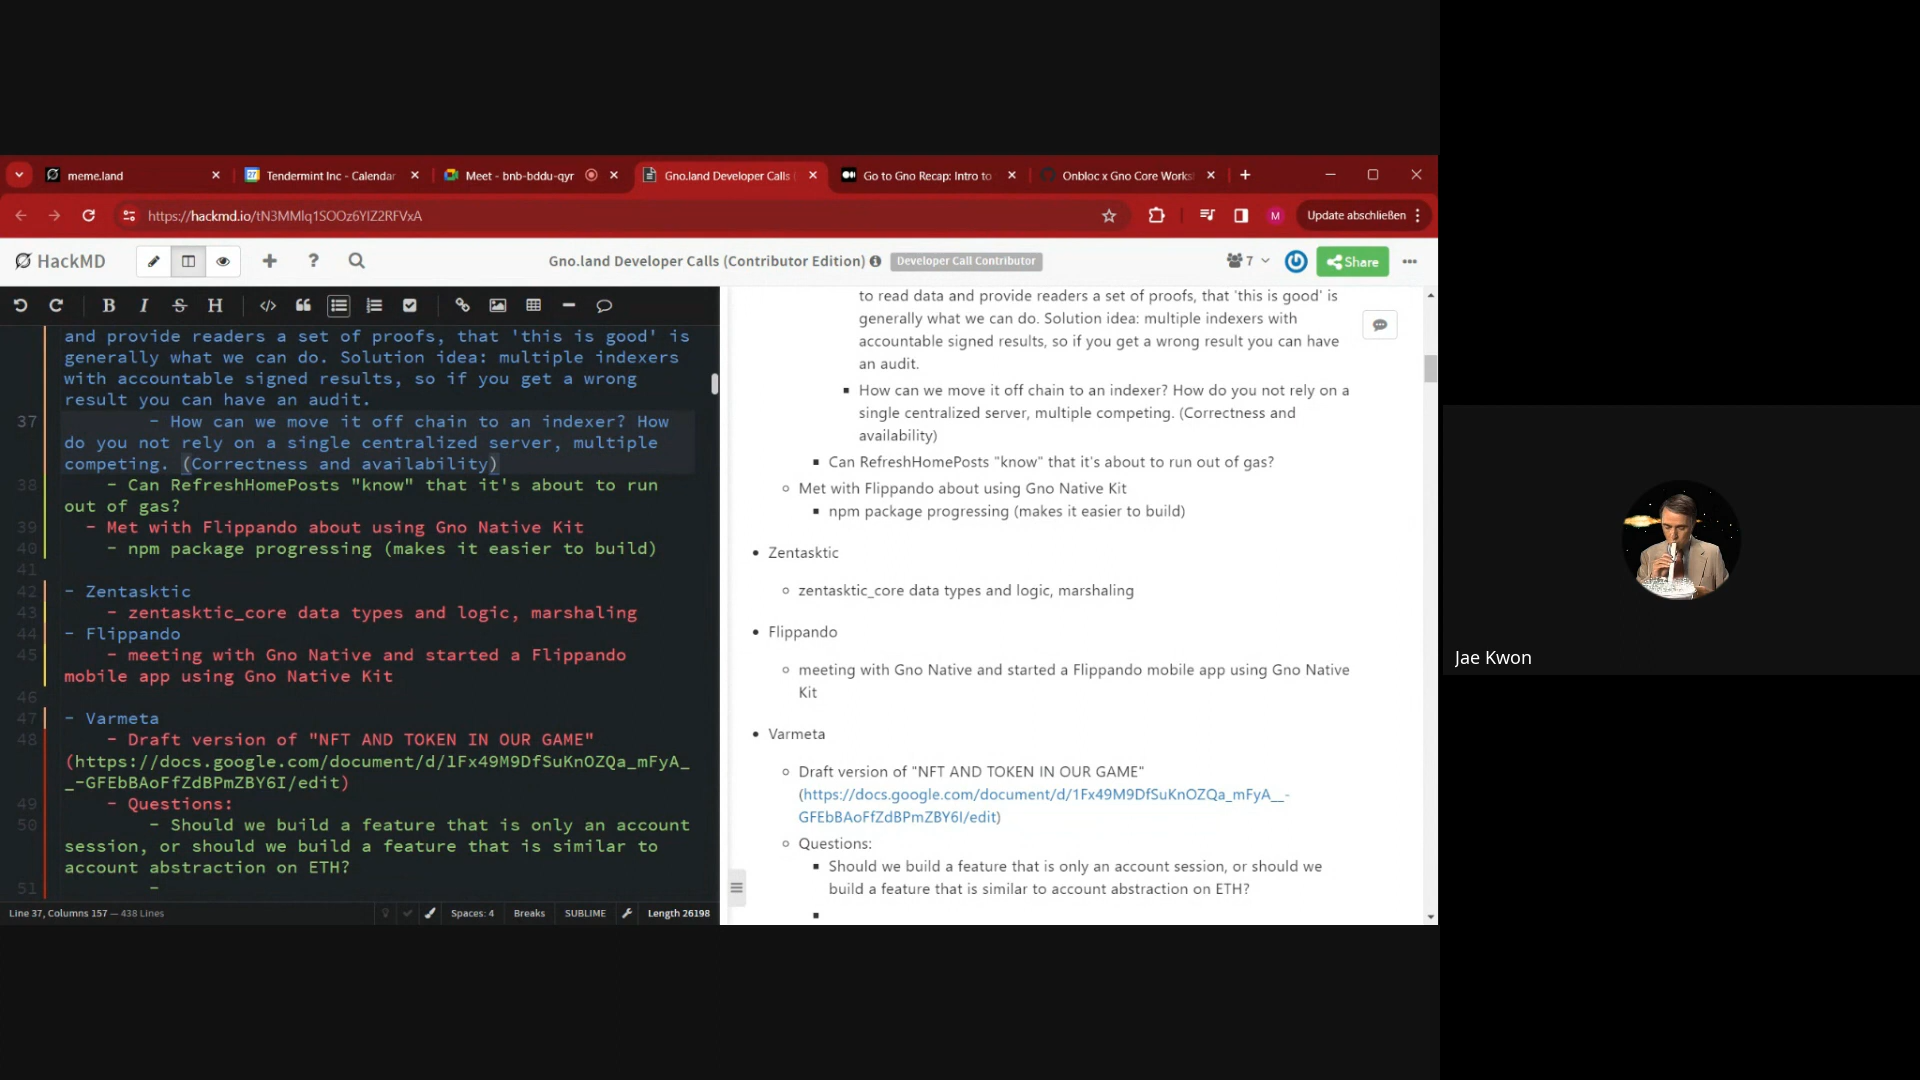 meme.land
Tendermint Inc - Calendar
Meet - bnb-bddu-qyr
Gno.land Developer Calls
Go to Gno Recap: Intro to
Onbloc x Gno Core Works
https://hackmd.io/tN3MMlq1SOOz6YIZ2RFVxA
M
Update abschließen
HackMD
Gno.land Developer Calls (Contributor Edition)
Developer Call Contributor
7
Share
and provide readers a set of proofs, that 'this is good' is
generally what we can do. Solution idea: multiple indexers
with accountable signed results, so if you get a wrong
result you can have an audit.
37 - How can we move it off chain to an indexer? How
do you not rely on a single centralized server, multiple
competing. (Correctness and availability)
38 - Can RefreshHomePosts "know" that it's about to run
out of gas?
39 - Met with Flippando about using Gno Native Kit
40 - npm package progressing (makes it easier to build)
41
42 - Zentasktic
43 - zentasktic_core data types and logic, marshaling
44 - Flippando
45 - meeting with Gno Native and started a Flippando
mobile app using Gno Native Kit
46
47 - Varmeta
48 - Draft version of "NFT AND TOKEN IN OUR GAME"
(https://docs.google.com/document/d/1Fx49M9DfSuKnOZQa_mFyA_
_-GFEbBAoFfZdBPmZBY6I/edit)
49 - Questions:
50 - Should we build a feature that is only an account
session, or should we build a feature that is similar to
account abstraction on ETH?
51 -
Line 37, Columns 157 — 438 Lines
Spaces: 4
Breaks
SUBLIME
Length 26198
to read data and provide readers a set of proofs, that 'this is good' is
generally what we can do. Solution idea: multiple indexers with
accountable signed results, so if you get a wrong result you can have
an audit.
How can we move it off chain to an indexer? How do you not rely on a
single centralized server, multiple competing. (Correctness and
availability)
Can RefreshHomePosts "know" that it's about to run out of gas?
Met with Flippando about using Gno Native Kit
npm package progressing (makes it easier to build)
Zentasktic
zentasktic_core data types and logic, marshaling
Flippando
meeting with Gno Native and started a Flippando mobile app using Gno Native
Kit
Varmeta
Draft version of "NFT AND TOKEN IN OUR GAME"
(https://docs.google.com/document/d/1Fx49M9DfSuKnOZQa_mFyA__-
GFEbBAoFfZdBPmZBY6I/edit)
Questions:
Should we build a feature that is only an account session, or should we
build a feature that is similar to account abstraction on ETH?
Jae Kwon